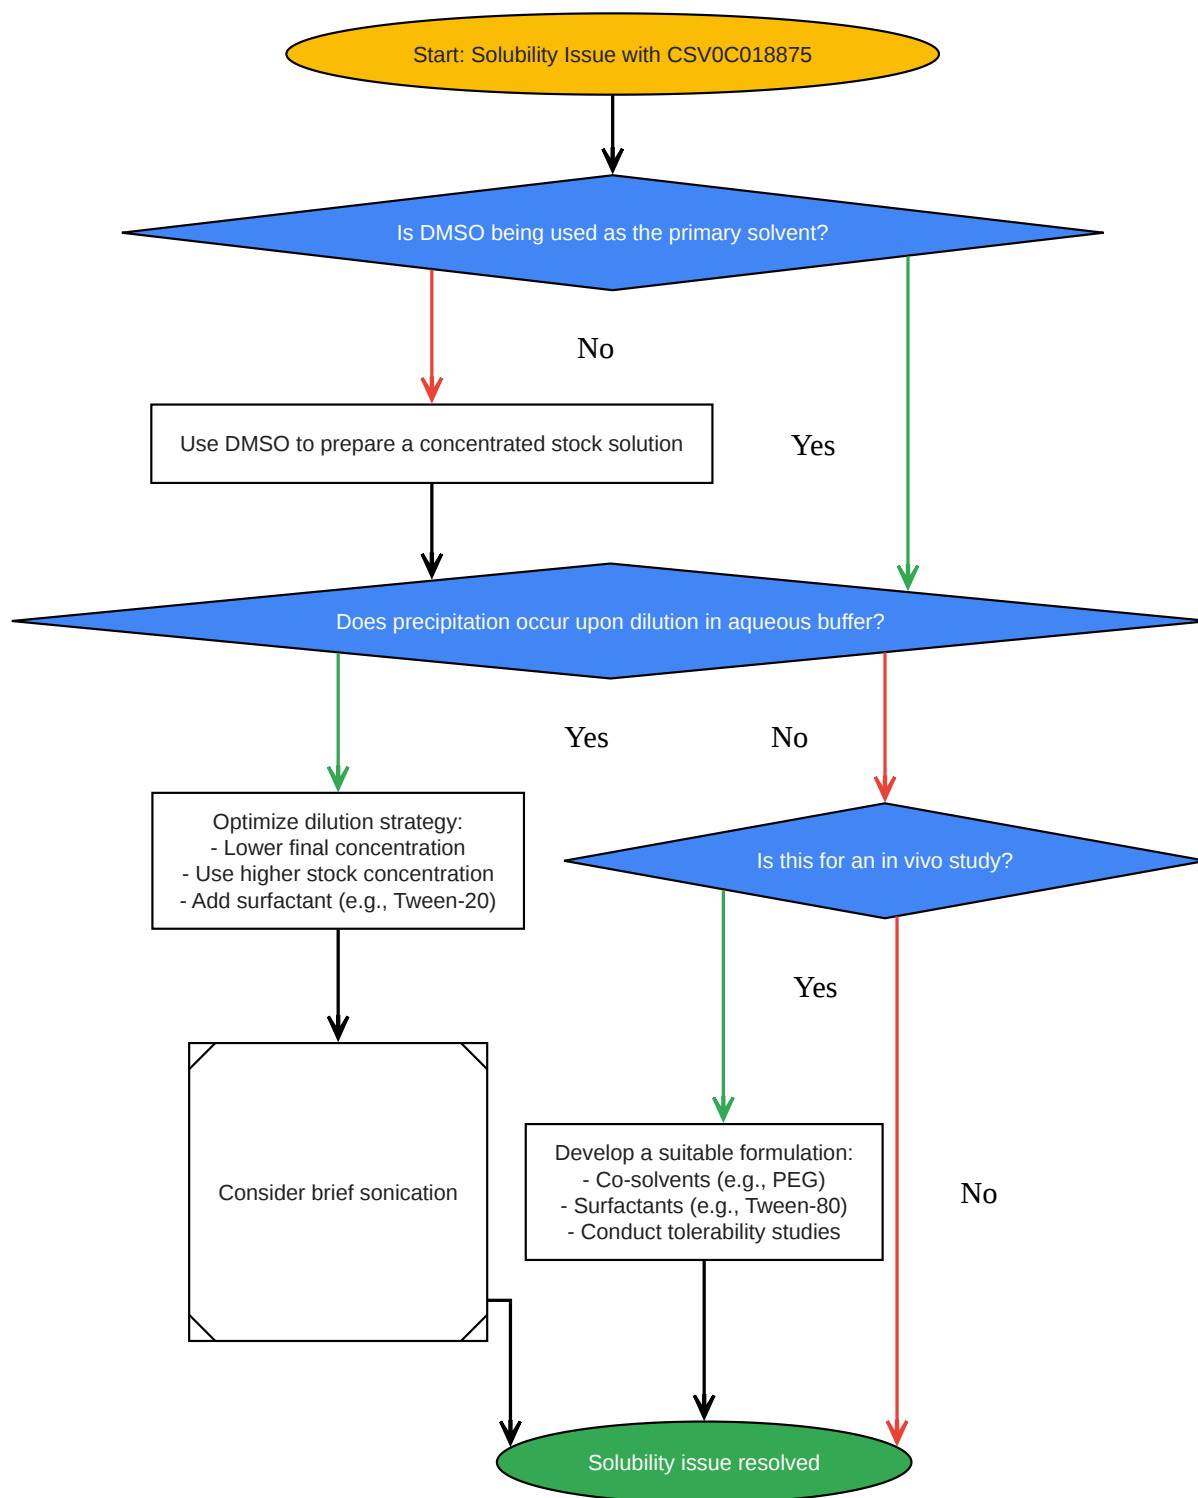 Start: Solubility Issue with CSV0C018875
Is DMSO being used as the primary solvent?
No
Use DMSO to prepare a concentrated stock solution
Yes
Does precipitation occur upon dilution in aqueous buffer?
Yes
No
Optimize dilution strategy:
- Lower final concentration
- Use higher stock concentration
- Add surfactant (e.g., Tween-20)
Is this for an in vivo study?
Yes
Consider brief sonication
Develop a suitable formulation:
- Co-solvents (e.g., PEG)
- Surfactants (e.g., Tween-80)
- Conduct tolerability studies
No
Solubility issue resolved